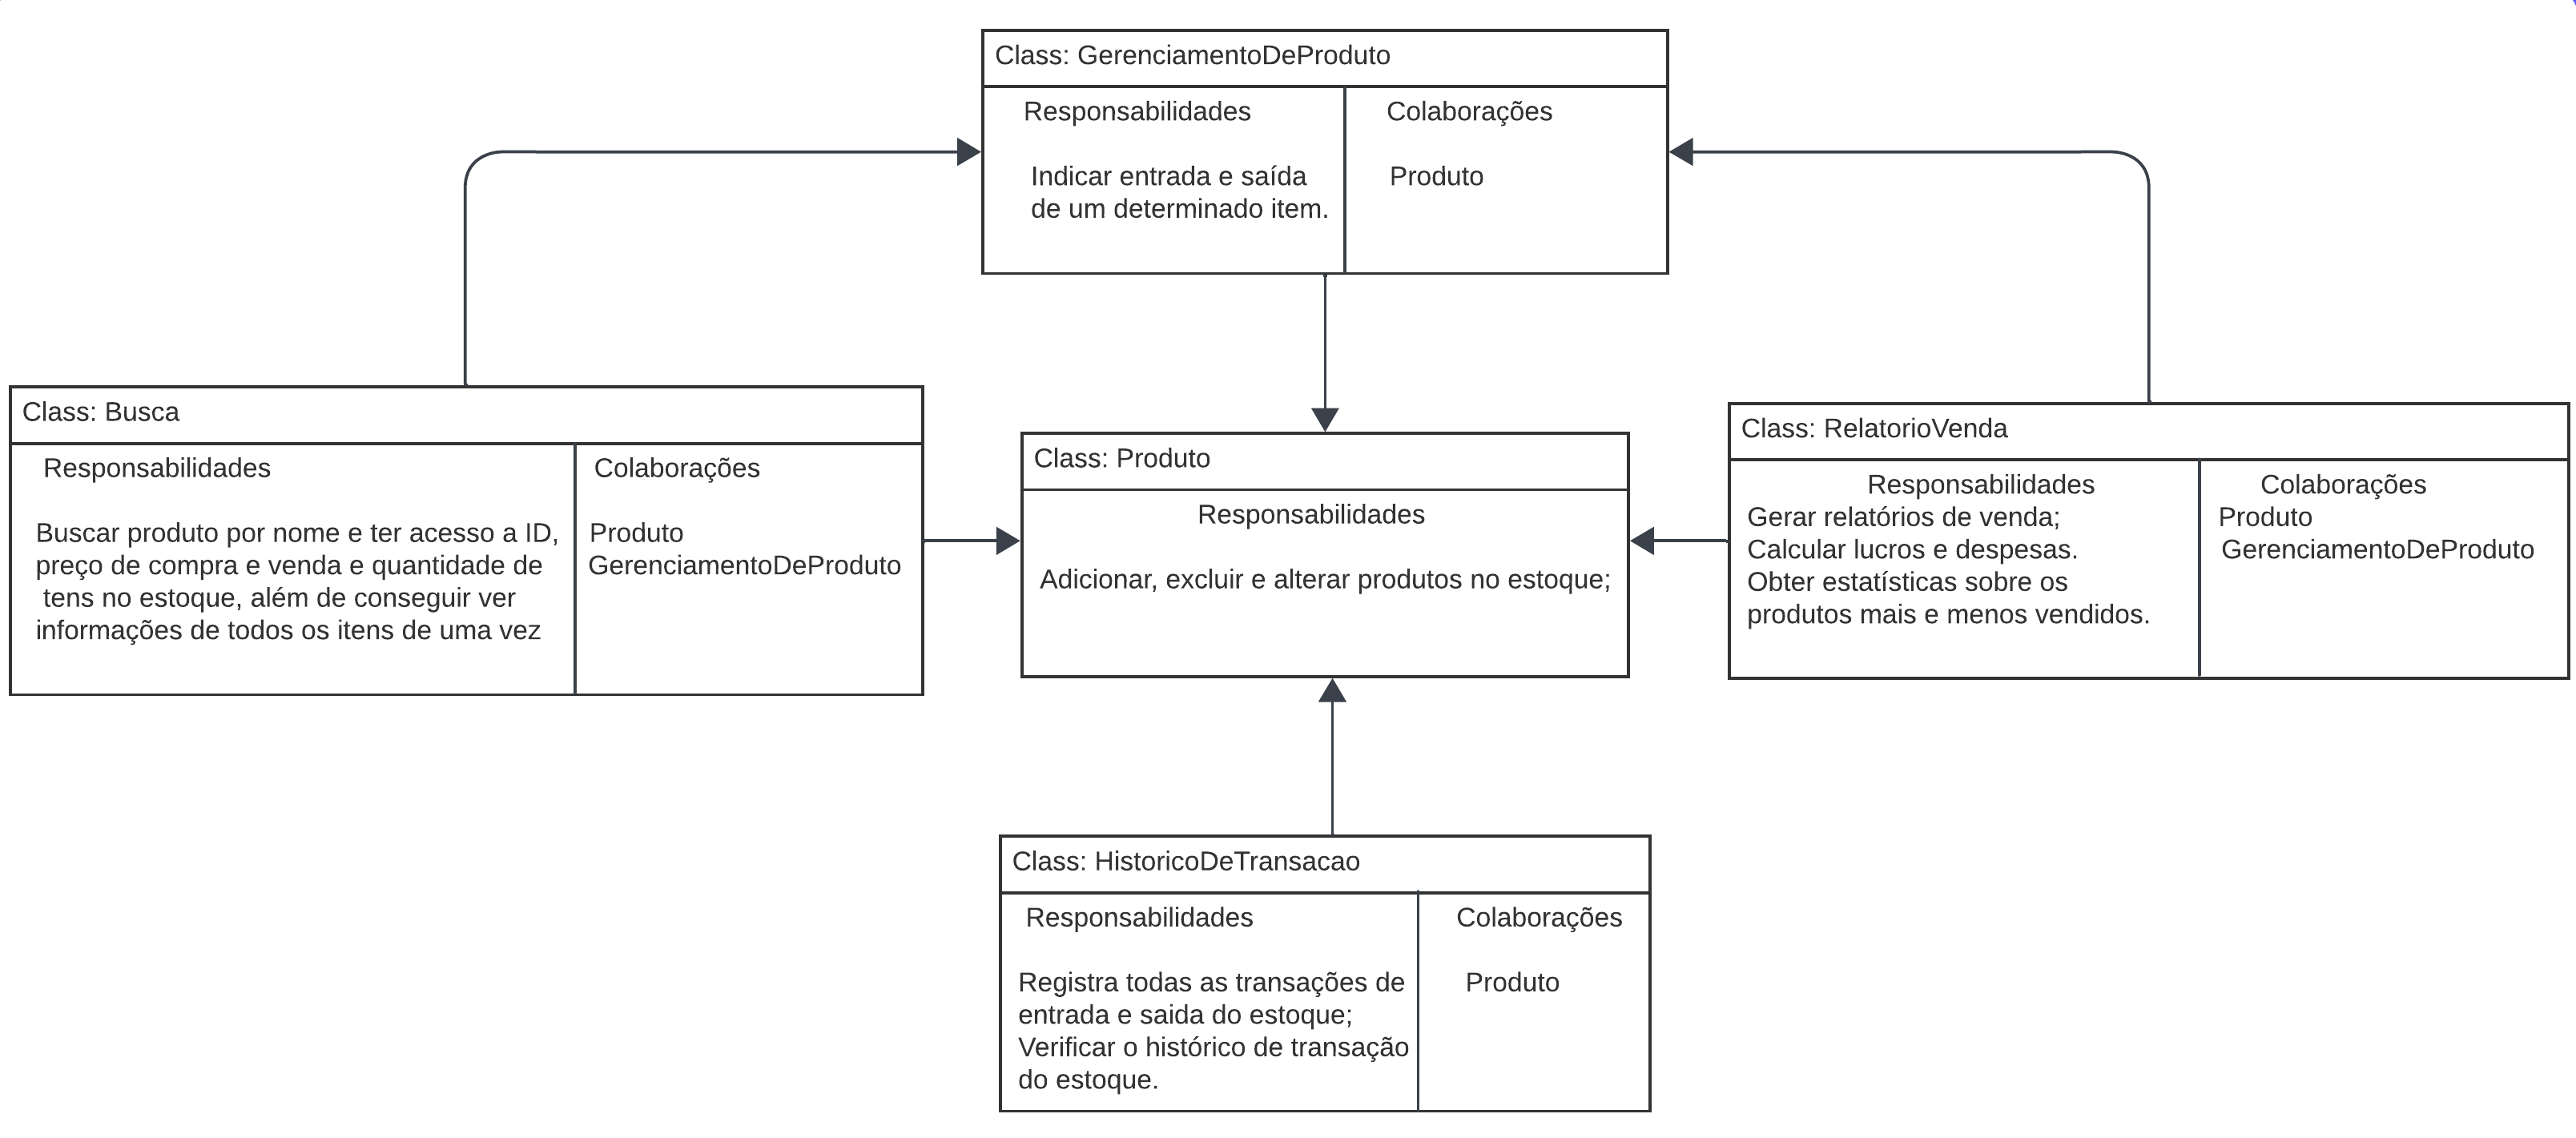 Class: GerenciamentoDeProduto
Responsabilidades
Colaborações
Indicar entrada e saída
de um determinado item.
Produto
Class: Busca
Responsabilidades
Colaborações
Buscar produto por nome e ter acesso a ID,
preço de compra e venda e quantidade de
tens no estoque, além de conseguir ver
informações de todos os itens de uma vez
Produto
GerenciamentoDeProduto
Class: Produto
Responsabilidades
Adicionar, excluir e alterar produtos no estoque;
Class: RelatorioVenda
Responsabilidades
Colaborações
Gerar relatórios de venda;
Calcular lucros e despesas.
Obter estatísticas sobre os
produtos mais e menos vendidos.
Produto
GerenciamentoDeProduto
Class: HistoricoDeTransacao
Responsabilidades
Colaborações
Registra todas as transações de
entrada e saida do estoque;
Verificar o histórico de transação
do estoque.
Produto